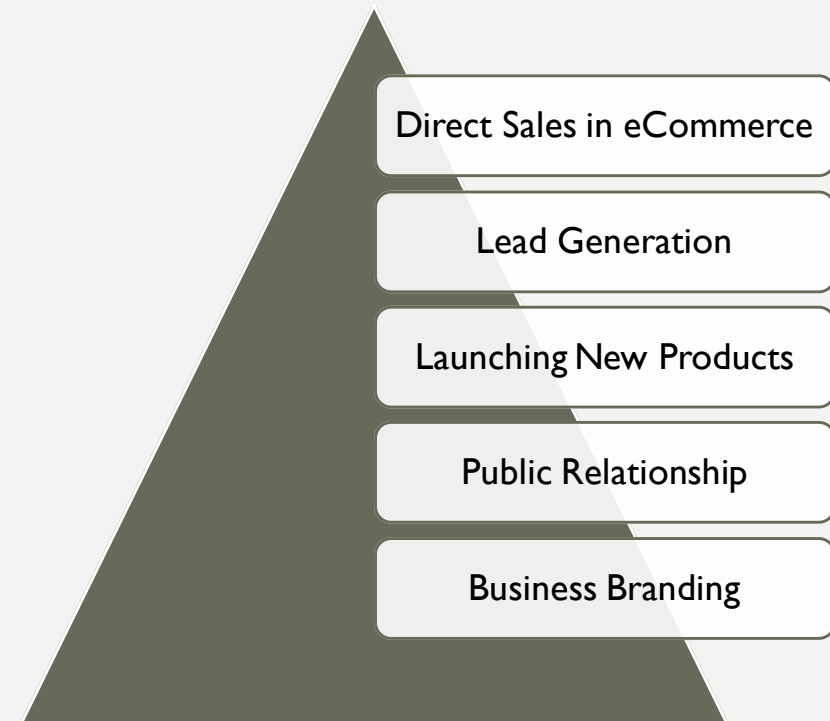 Direct Sales in eCommerce
Lead Generation
Launching New Products
Public Relationship
Business Branding